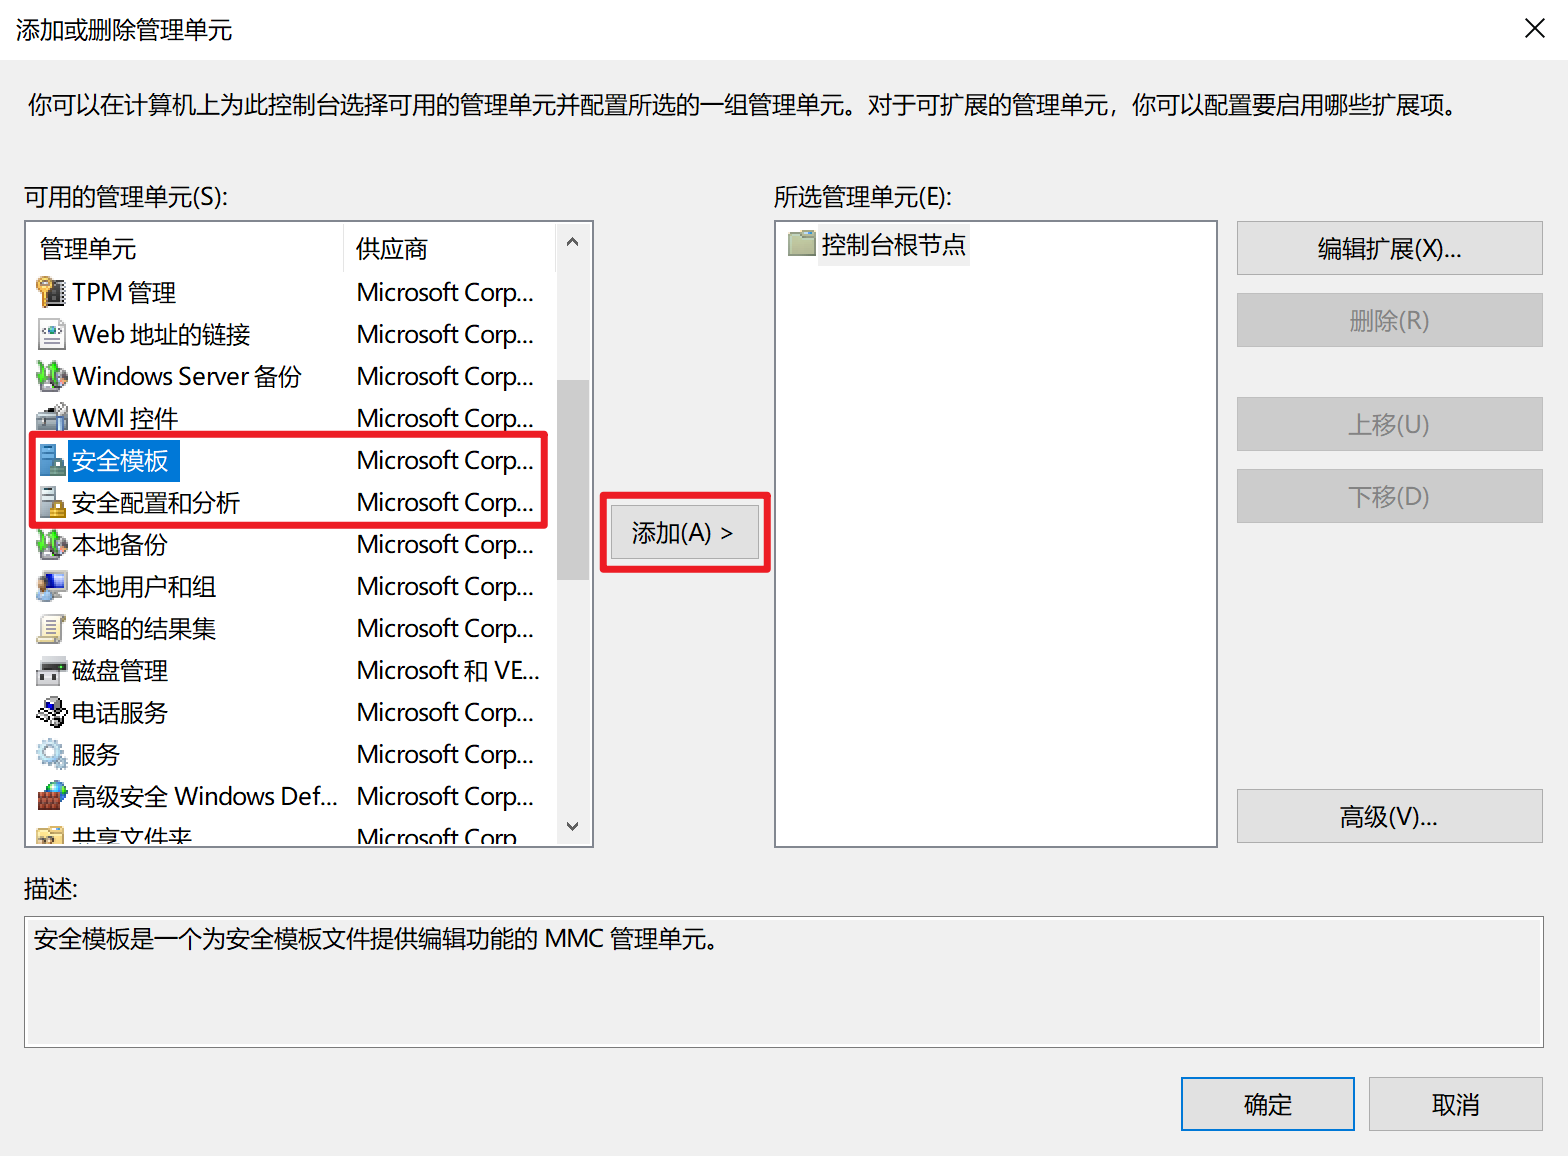 添加或删除管理单元
你可以在计算机上为此控制台选择可用的管理单元并配置所选的一组管理单元。对于可扩展的管理单元，你可以配置要启用哪些扩展项。
可用的管理单元(S):
管理单元 供应商
TPM 管理 Microsoft Corp...
Web 地址的链接 Microsoft Corp...
Windows Server 备份 Microsoft Corp...
WMI 控件 Microsoft Corp...
安全模板 Microsoft Corp...
安全配置和分析 Microsoft Corp...
本地备份 Microsoft Corp...
本地用户和组 Microsoft Corp...
策略的结果集 Microsoft Corp...
磁盘管理 Microsoft 和 VE...
电话服务 Microsoft Corp...
服务 Microsoft Corp...
高级安全 Windows Def... Microsoft Corp...
共享文件夹 Microsoft Corp
添加(A) >
所选管理单元(E):
控制台根节点
编辑扩展(X)...
删除(R)
上移(U)
下移(D)
高级(V)...
描述:
安全模板是一个为安全模板文件提供编辑功能的 MMC 管理单元。
确定
取消